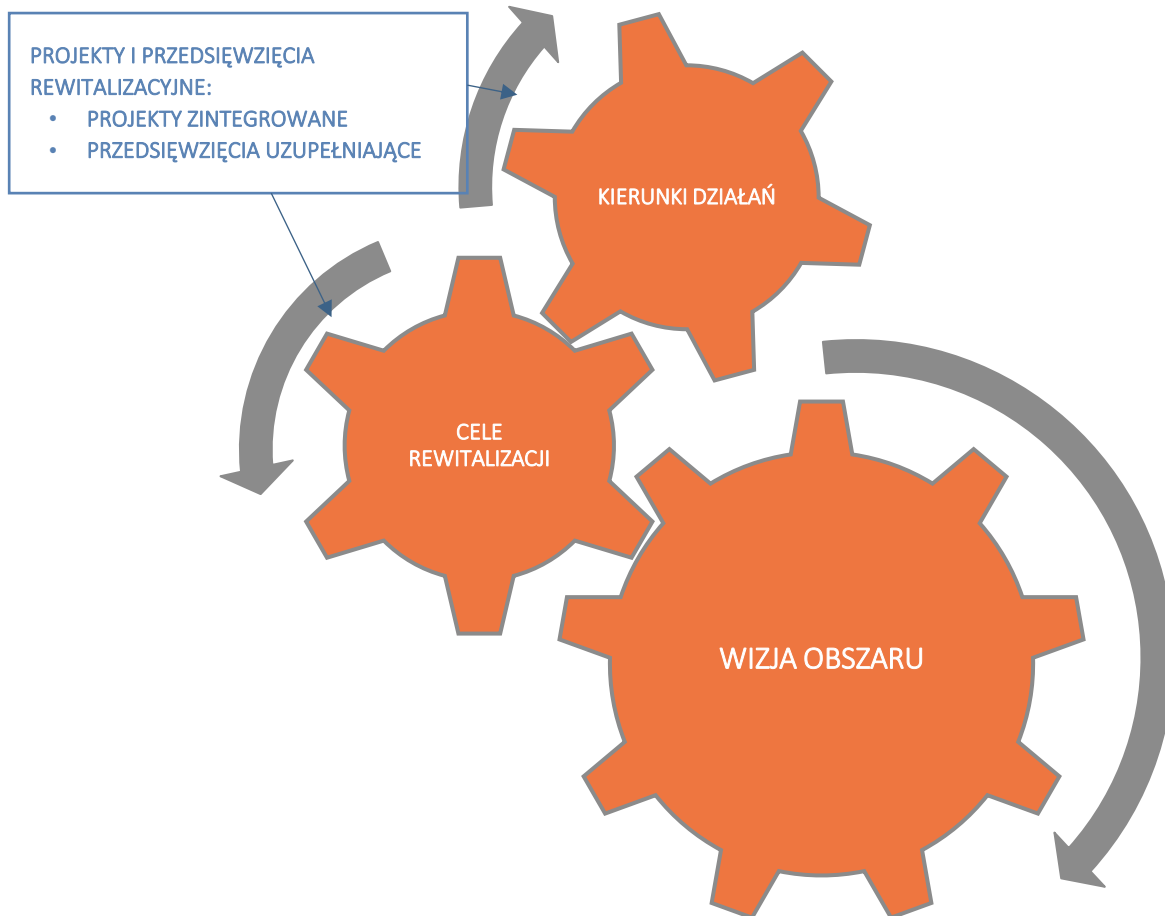 PROJEKTY I PRZEDSIĘWZIĘCIA
REWITALIZACYJNE:
• PROJEKTY ZINTEGROWANE
• PRZEDSIĘWZIĘCIA UZUPEŁNIAJĄCE
KIERUNKI DZIAŁAŃ
CELE
REWITALIZACJI
WIZJA OBSZARU